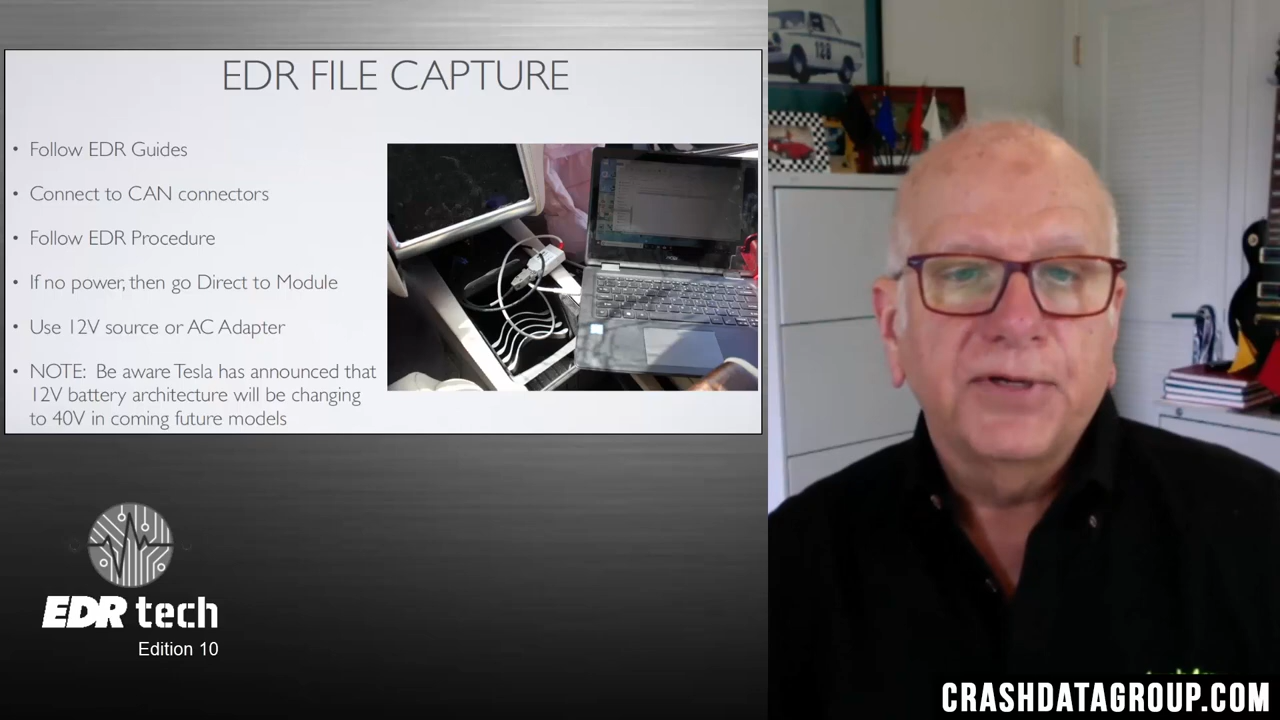 EDR FILE CAPTURE
• Follow EDR Guides
• Connect to CAN connectors
• Follow EDR Procedure
• If no power, then go Direct to Module
• Use 12V source or AC Adapter
• NOTE: Be aware Tesla has announced that
12V battery architecture will be changing
to 40V in coming future models
128
EDR tech
Edition 10
CRASHDATAGROUP.COM